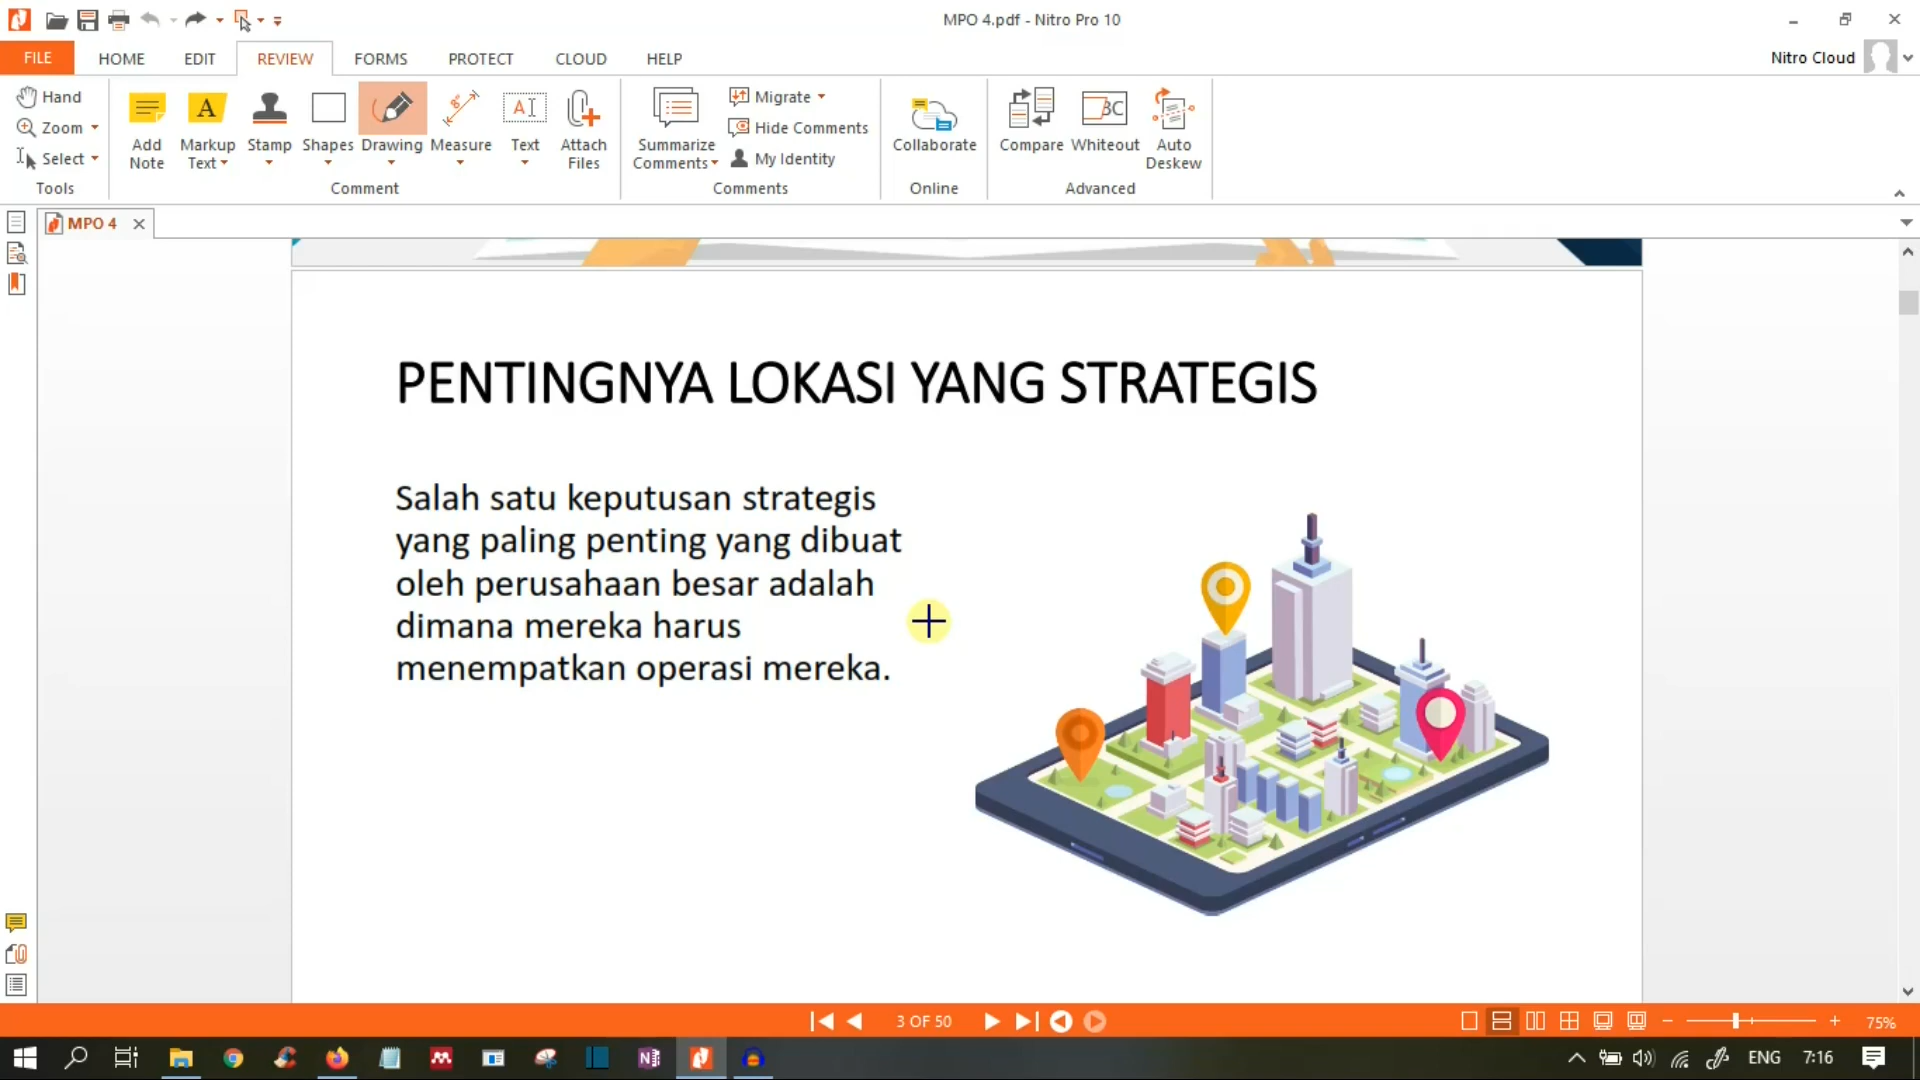 MPO 4.pdf - Nitro Pro 10
FILE HOME EDIT REVIEW FORMS PROTECT CLOUD HELP
Nitro Cloud
Hand
Zoom
Select
Tools
Add Note
Markup Text
Stamp
Shapes
Drawing
Measure
Text
Attach Files
Comment
Summarize Comments
Migrate
Hide Comments
My Identity
Comments
Collaborate
Online
Compare
Whiteout
Auto Deskew
Advanced
MPO 4
PENTINGNYA LOKASI YANG STRATEGIS
Salah satu keputusan strategis
yang paling penting yang dibuat
oleh perusahaan besar adalah
dimana mereka harus
menempatkan operasi mereka.
3 OF 50
75%
ENG 7:16